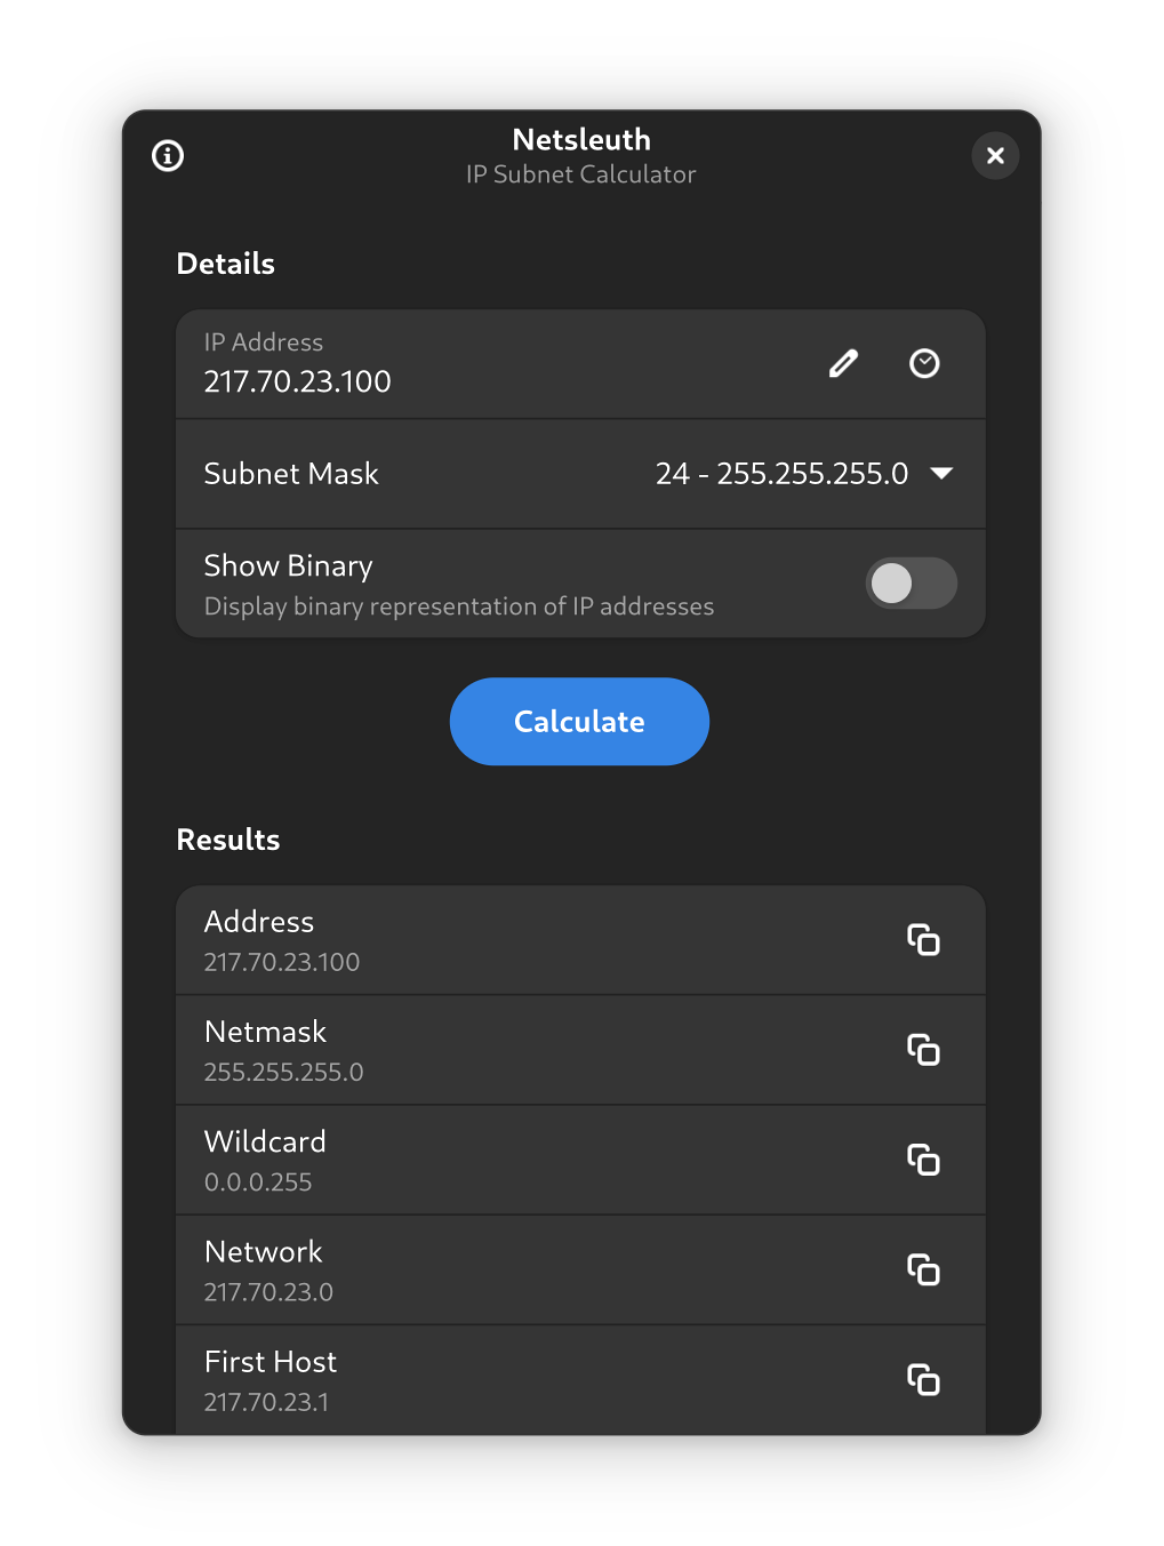 Netsleuth
IP Subnet Calculator
Details
IP Address
217.70.23.100
Subnet Mask
24 - 255.255.255.0
Show Binary
Display binary representation of IP addresses
Calculate
Results
Address
217.70.23.100
Netmask
255.255.255.0
Wildcard
0.0.0.255
Network
217.70.23.0
First Host
217.70.23.1